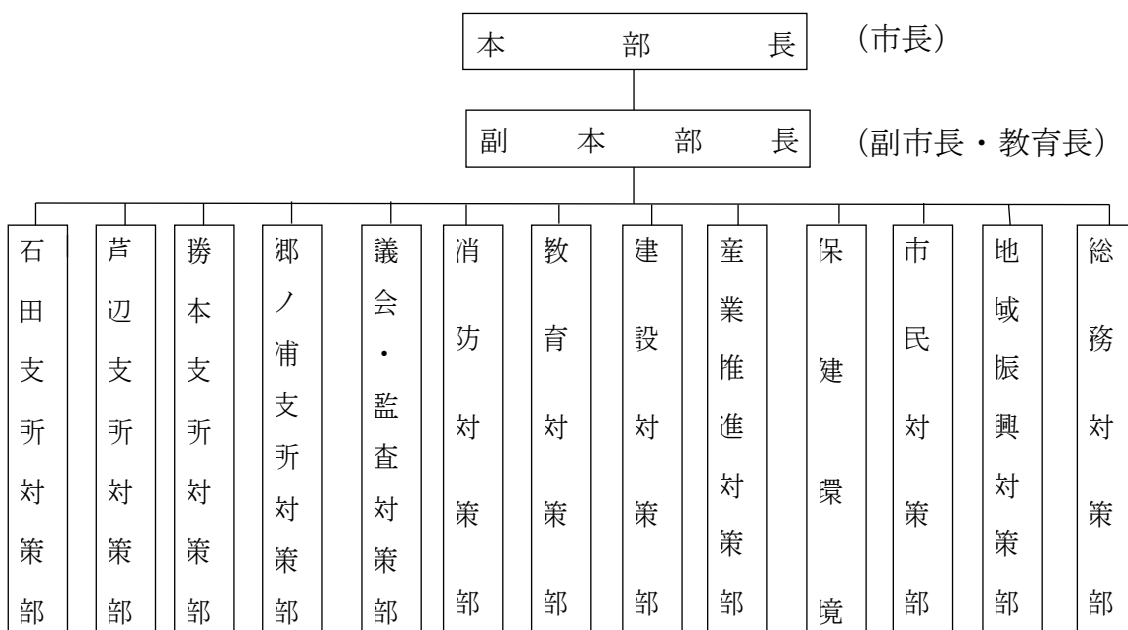 本部長
(市長)
副本部長
(副市長・教育長)
総務対策部
地域振興対策部
市民対策部
保健環境
産業推進対策部
建設対策部
教育対策部
消防対策部
議会・監査対策部
郷ノ浦支所対策部
勝本支所対策部
芦辺支所対策部
石田支所対策部